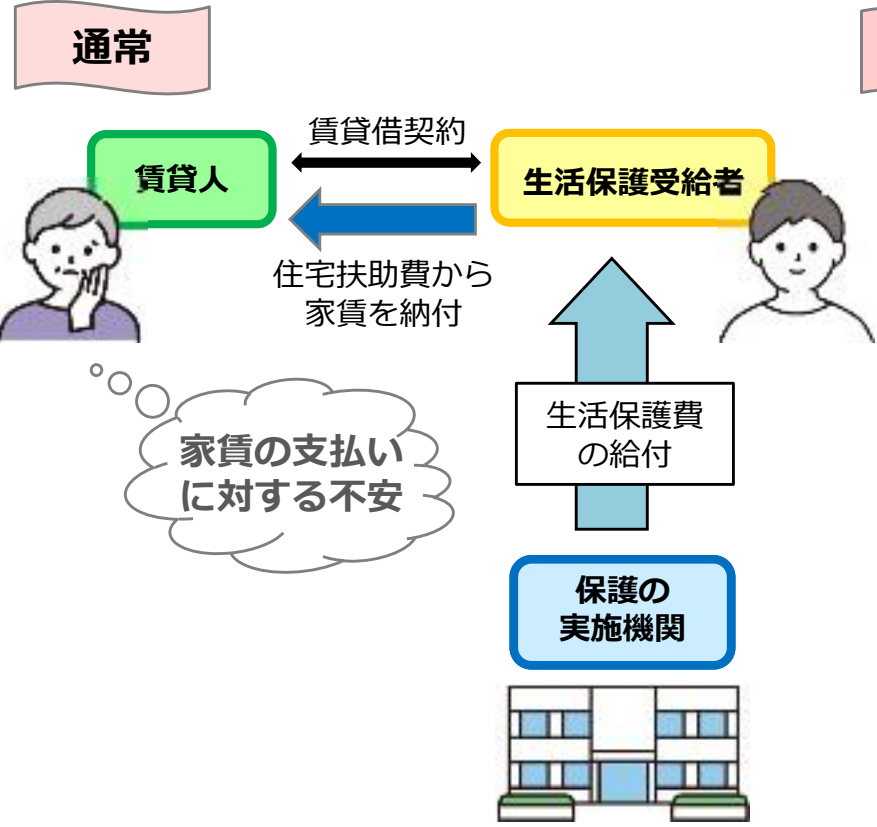 通常
賃貸借契約
賃貸人
生活保護受給者
住宅扶助費から
家賃を納付
生活保護費
の給付
家賃の支払い
に対する不安
保護の
実施機関